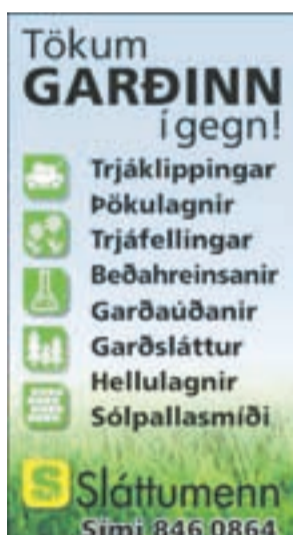 Tökum
GARÐINN
í gegn!
Trjáklippingar
Þökulagnir
Trjáfellingar
Beðahreinsanir
Garðaúðanir
Garðsláttur
Hellulagnir
Sólpallasmíði
S Sláttumenn
Sími 846 0864